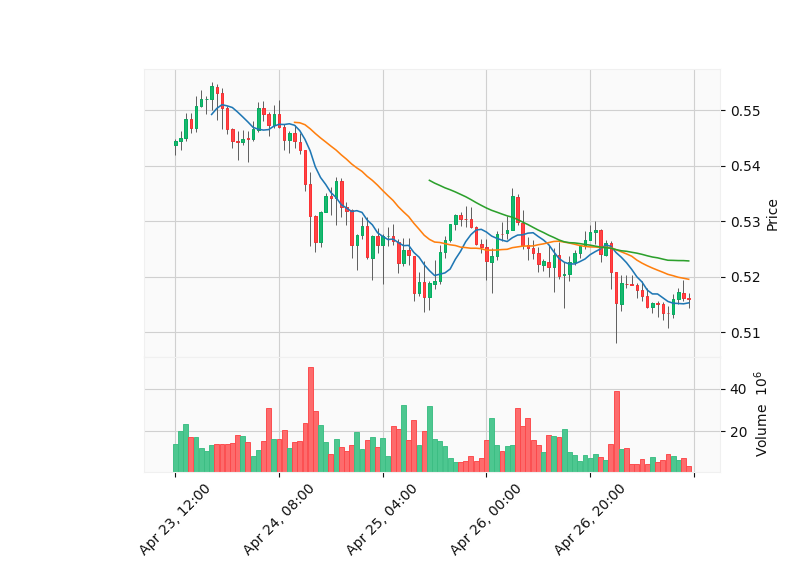 0.55
0.54
0.53
0.52
0.51
Price
40
20
Volume 10^6
Apr 23, 12:00
Apr 24, 08:00
Apr 25, 04:00
Apr 26, 00:00
Apr 26, 20:00